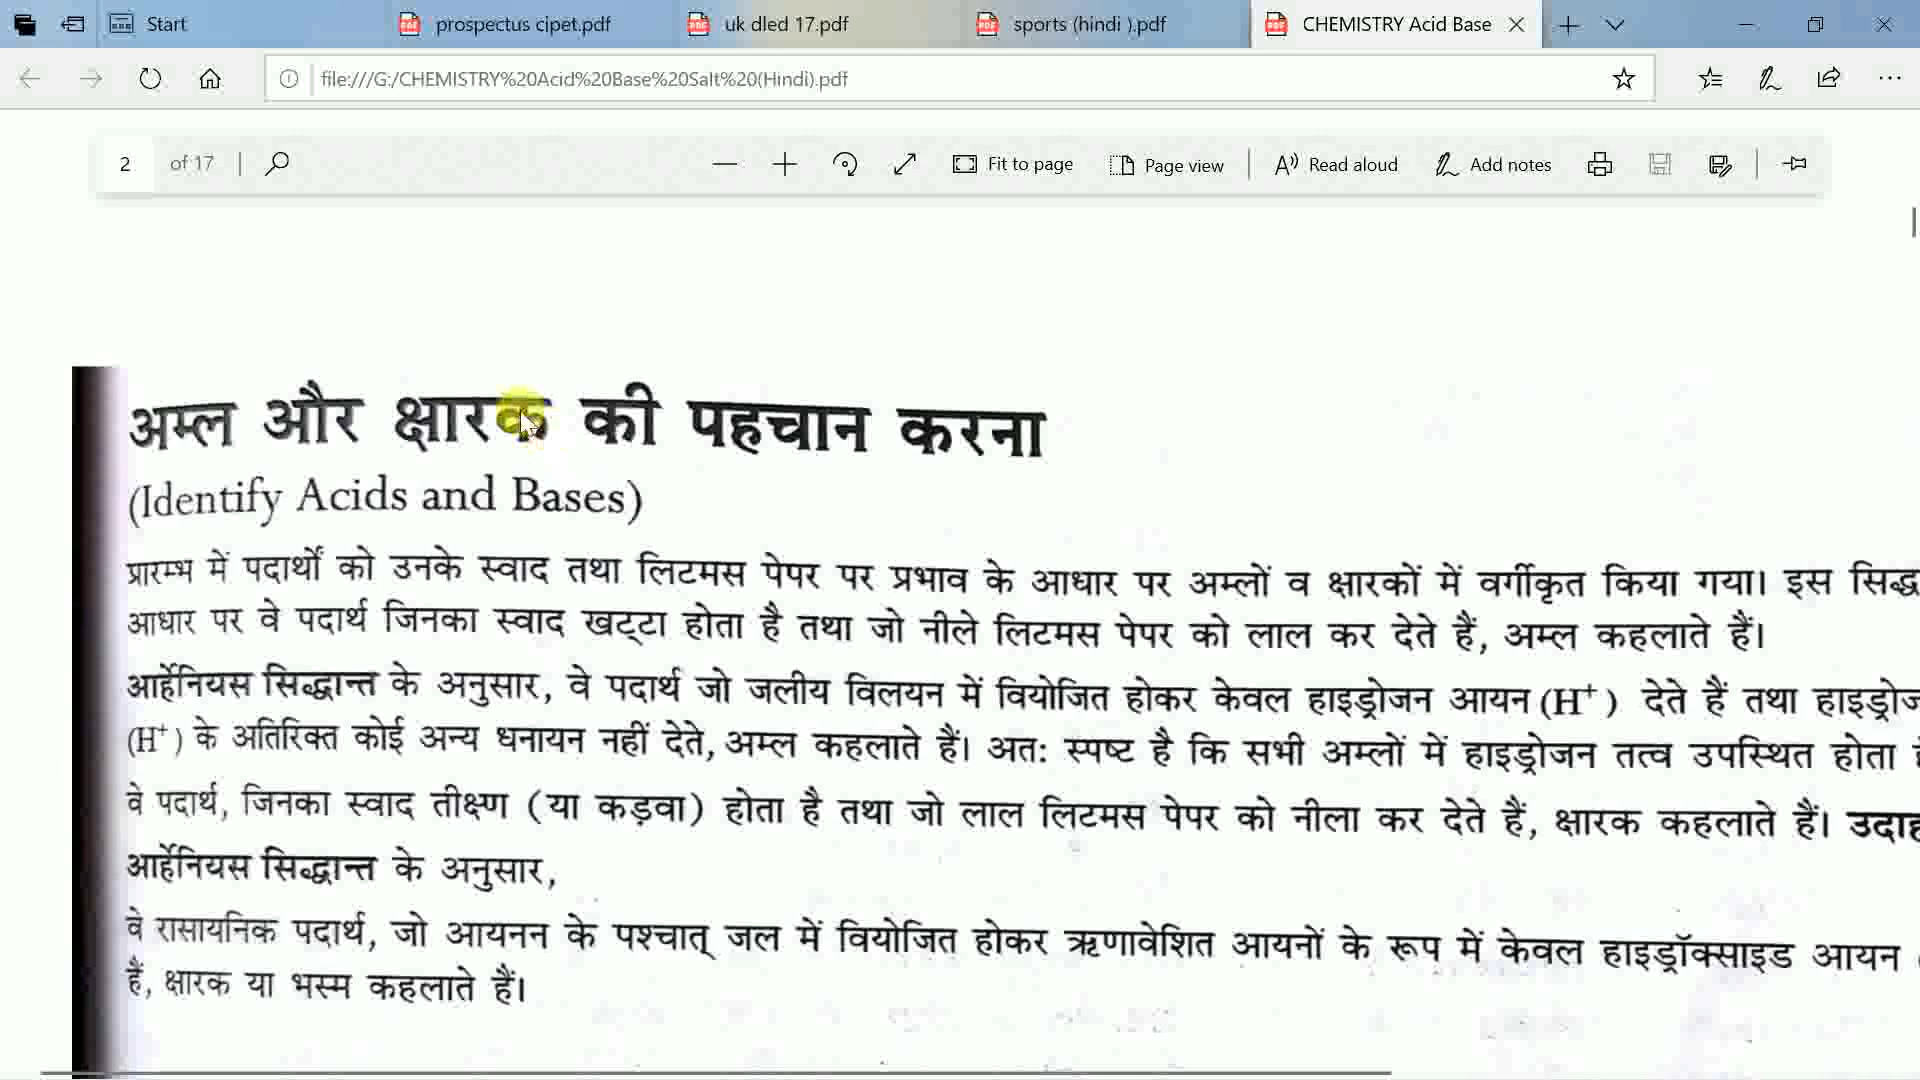 Start
prospectus cipet.pdf
uk dled 17.pdf
sports (hindi ).pdf
CHEMISTRY Acid Base
file:///G:/CHEMISTRY%20Acid%20Base%20Salt%20(Hindi).pdf
2 of 17
Fit to page
Page view
Read aloud
Add notes
अम्ल और क्षारक की पहचान करना
(Identify Acids and Bases)
प्रारम्भ में पदार्थों को उनके स्वाद तथा लिटमस पेपर पर प्रभाव के आधार पर अम्लों व क्षारकों में वर्गीकृत किया गया। इस
आधार पर वे पदार्थ जिनका स्वाद खट्टा होता है तथा जो नीले लिटमस पेपर को लाल कर देते हैं, अम्ल कहलाते हैं।
आर्हेनियस सिद्धान्त के अनुसार, वे पदार्थ जो जलीय विलयन में वियोजित होकर केवल हाइड्रोजन आयन (H⁺) देते हैं तथा
(H⁺) के अतिरिक्त कोई अन्य धनायन नहीं देते, अम्ल कहलाते हैं। अतः स्पष्ट है कि सभी अम्लों में हाइड्रोजन तत्व उपस्थित होता
वे पदार्थ, जिनका स्वाद तीक्ष्ण (या कड़वा) होता है तथा जो लाल लिटमस पेपर को नीला कर देते हैं, क्षारक कहलाते हैं।
आर्हेनियस सिद्धान्त के अनुसार,
वे रासायनिक पदार्थ, जो आयनन के पश्चात् जल में वियोजित होकर ऋणावेशित आयनों के रूप में केवल हाइड्रॉक्साइड आयन
हैं, क्षारक या भस्म कहलाते हैं।